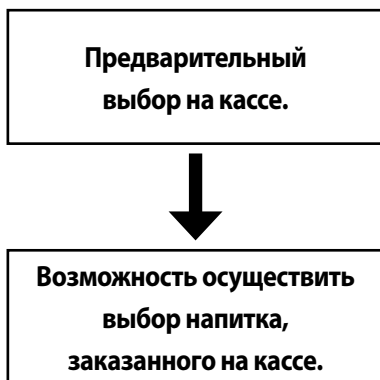 Предварительный
выбор на кассе.
Возможность осуществить
выбор напитка,
заказанного на кассе.